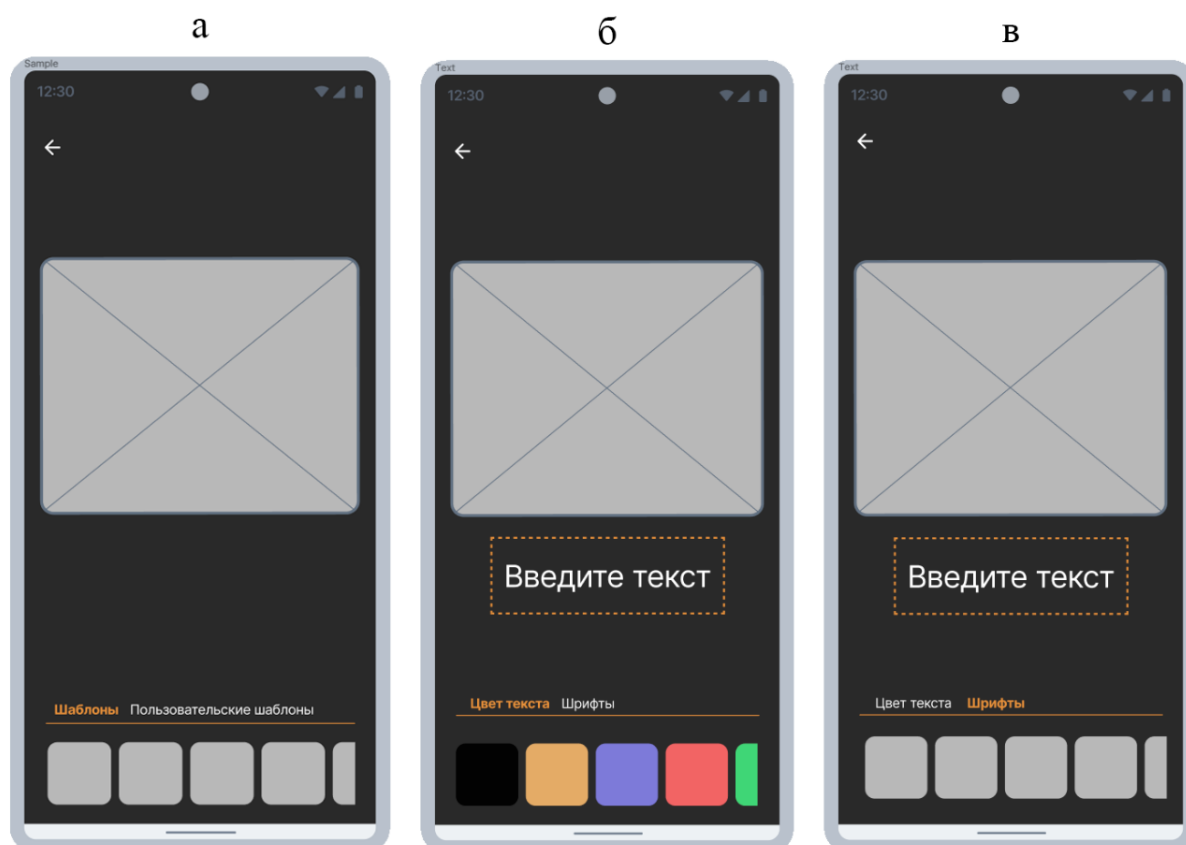 а
б
в
Sample
12:30
Шаблоны Пользовательские шаблоны
Text
12:30
Введите текст
Цвет текста Шрифты
Text
12:30
Введите текст
Цвет текста Шрифты